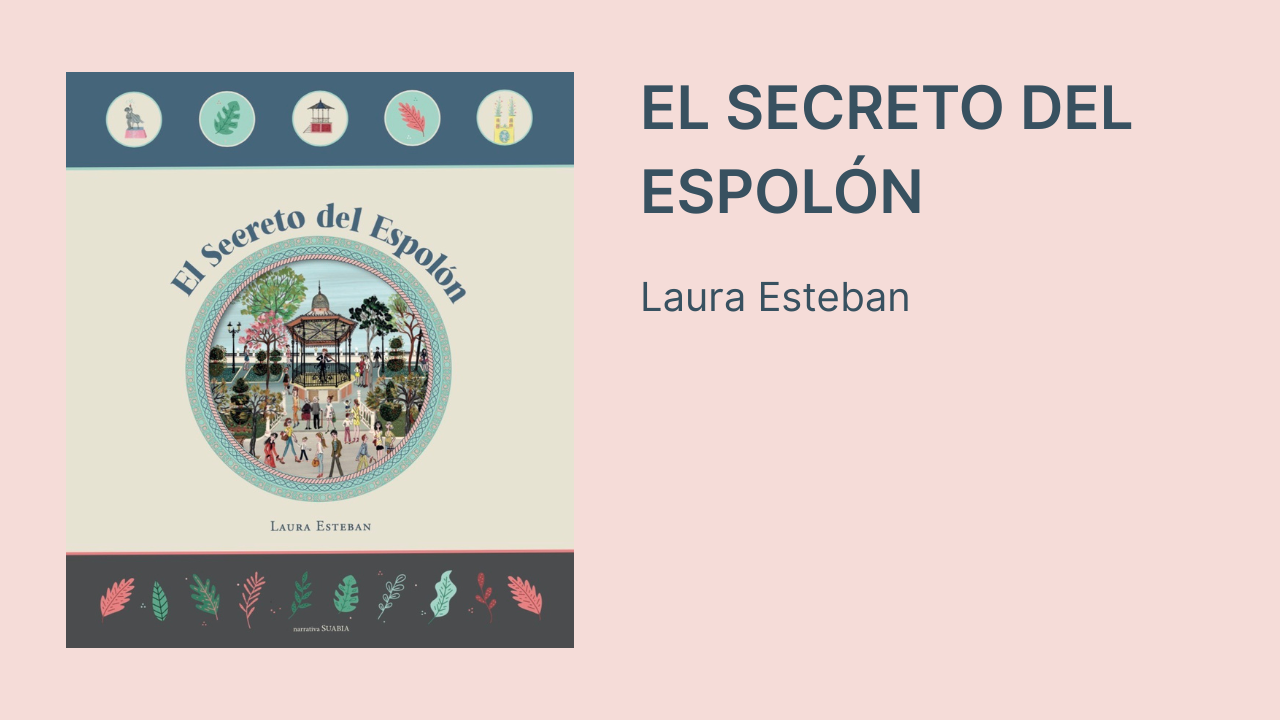 El Secreto del Espolón
LAURA ESTEBAN
narrativa SUABIA
EL SECRETO DEL
ESPOLÓN
Laura Esteban